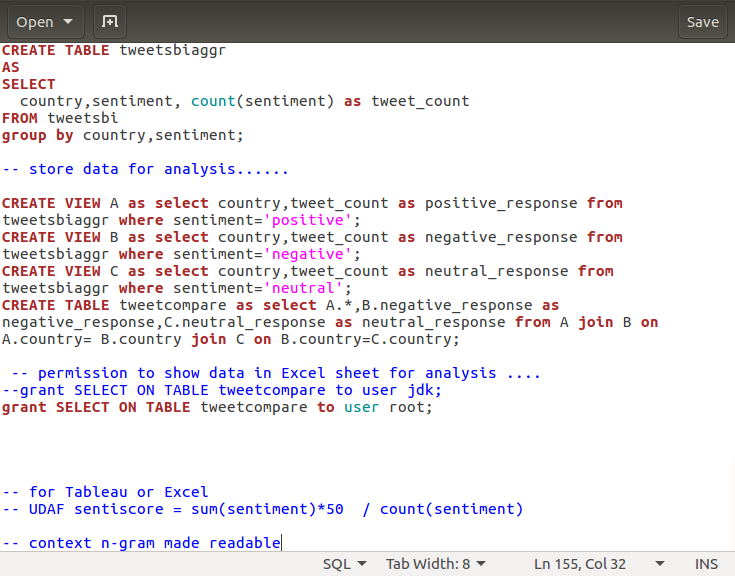 Open
Save
CREATE TABLE tweetsbiaggr
AS
SELECT
  country,sentiment, count(sentiment) as tweet_count
FROM tweetsbi
group by country,sentiment;
-- store data for analysis......
CREATE VIEW A as select country,tweet_count as positive_response from
tweetsbiaggr where sentiment='positive';
CREATE VIEW B as select country,tweet_count as negative_response from
tweetsbiaggr where sentiment='negative';
CREATE VIEW C as select country,tweet_count as neutral_response from
tweetsbiaggr where sentiment='neutral';
CREATE TABLE tweetcompare as select A.*,B.negative_response as
negative_response,C.neutral_response as neutral_response from A join B on
A.country= B.country join C on B.country=C.country;
 -- permission to show data in Excel sheet for analysis ....
--grant SELECT ON TABLE tweetcompare to user jdk;
grant SELECT ON TABLE tweetcompare to user root;
-- for Tableau or Excel
-- UDAF sentiscore = sum(sentiment)*50  / count(sentiment)
-- context n-gram made readable
SQL Tab Width: 8 Ln 155, Col 32 INS